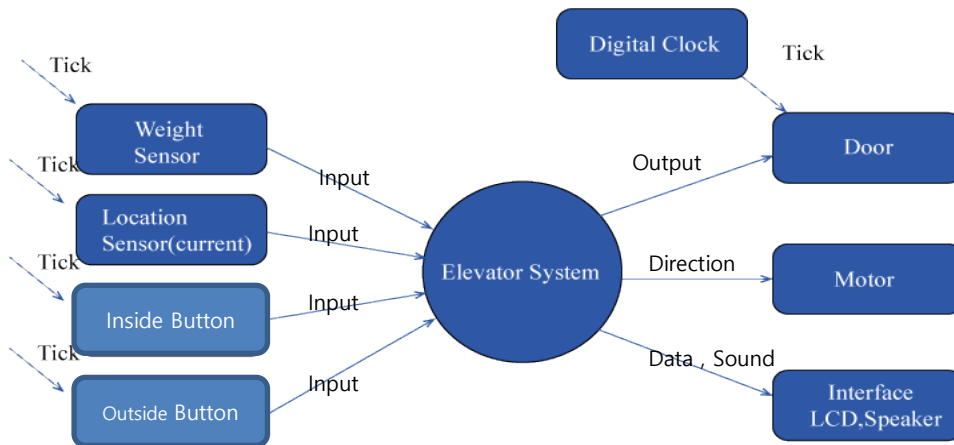 Digital Clock
Tick
Tick
Weight
Sensor
Door
Output
Tick
Input
Location
Sensor(current)
Input
Tick
Elevator System
Direction
Motor
Inside Button
Input
Tick
Data , Sound
Outside Button
Input
Interface
LCD,Speaker